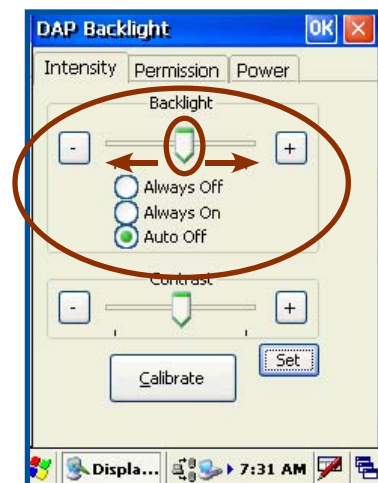 DAP Backlight OK
Intensity Permission Power
Backlight
- +
Always Off
Always On
Auto Off
Contrast
- +
Set
Calibrate
Displa... 7:31 AM